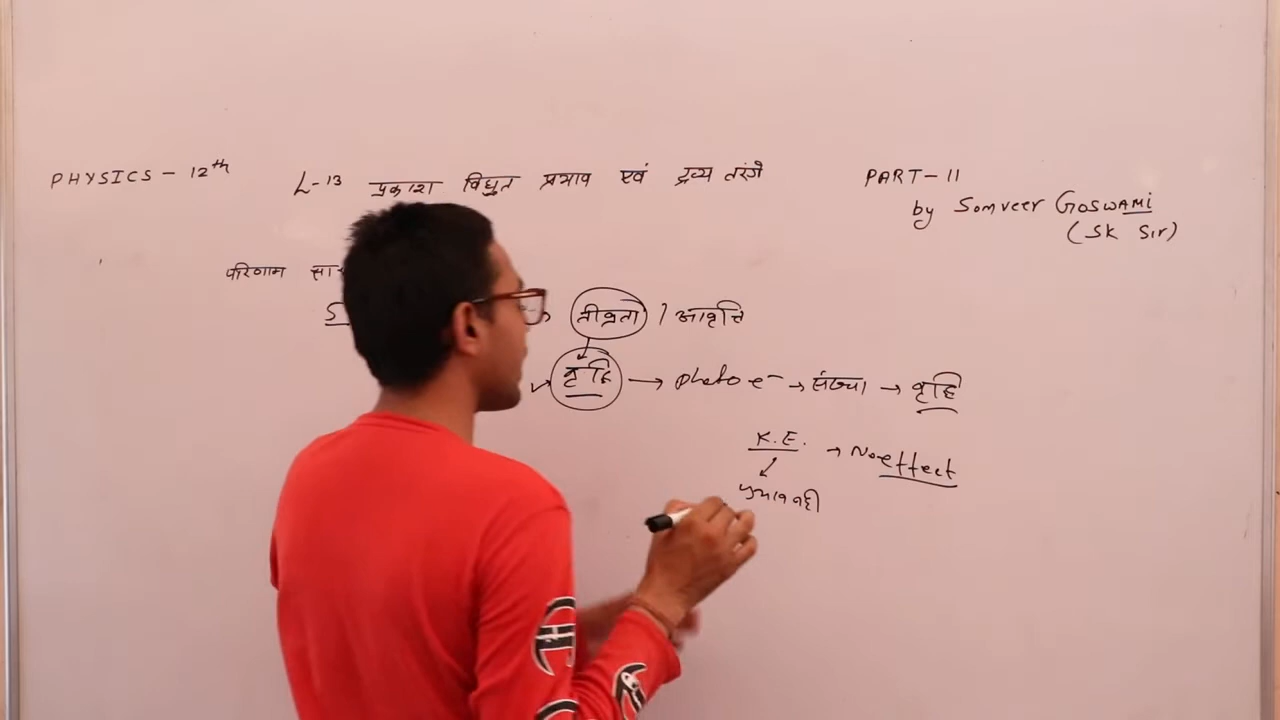 PHYSICS - 12th
L-13 प्रकाश विद्युत प्रभाव एवं द्रव्य तरंगे
PART-11
by Somveer GOSWAMI
(SK Sir)
परिणाम
तीव्रता / आवृत्ति
वृद्धि → photo e- → संख्या → वृद्धि
K.E. → No effect
प्रभाव नही